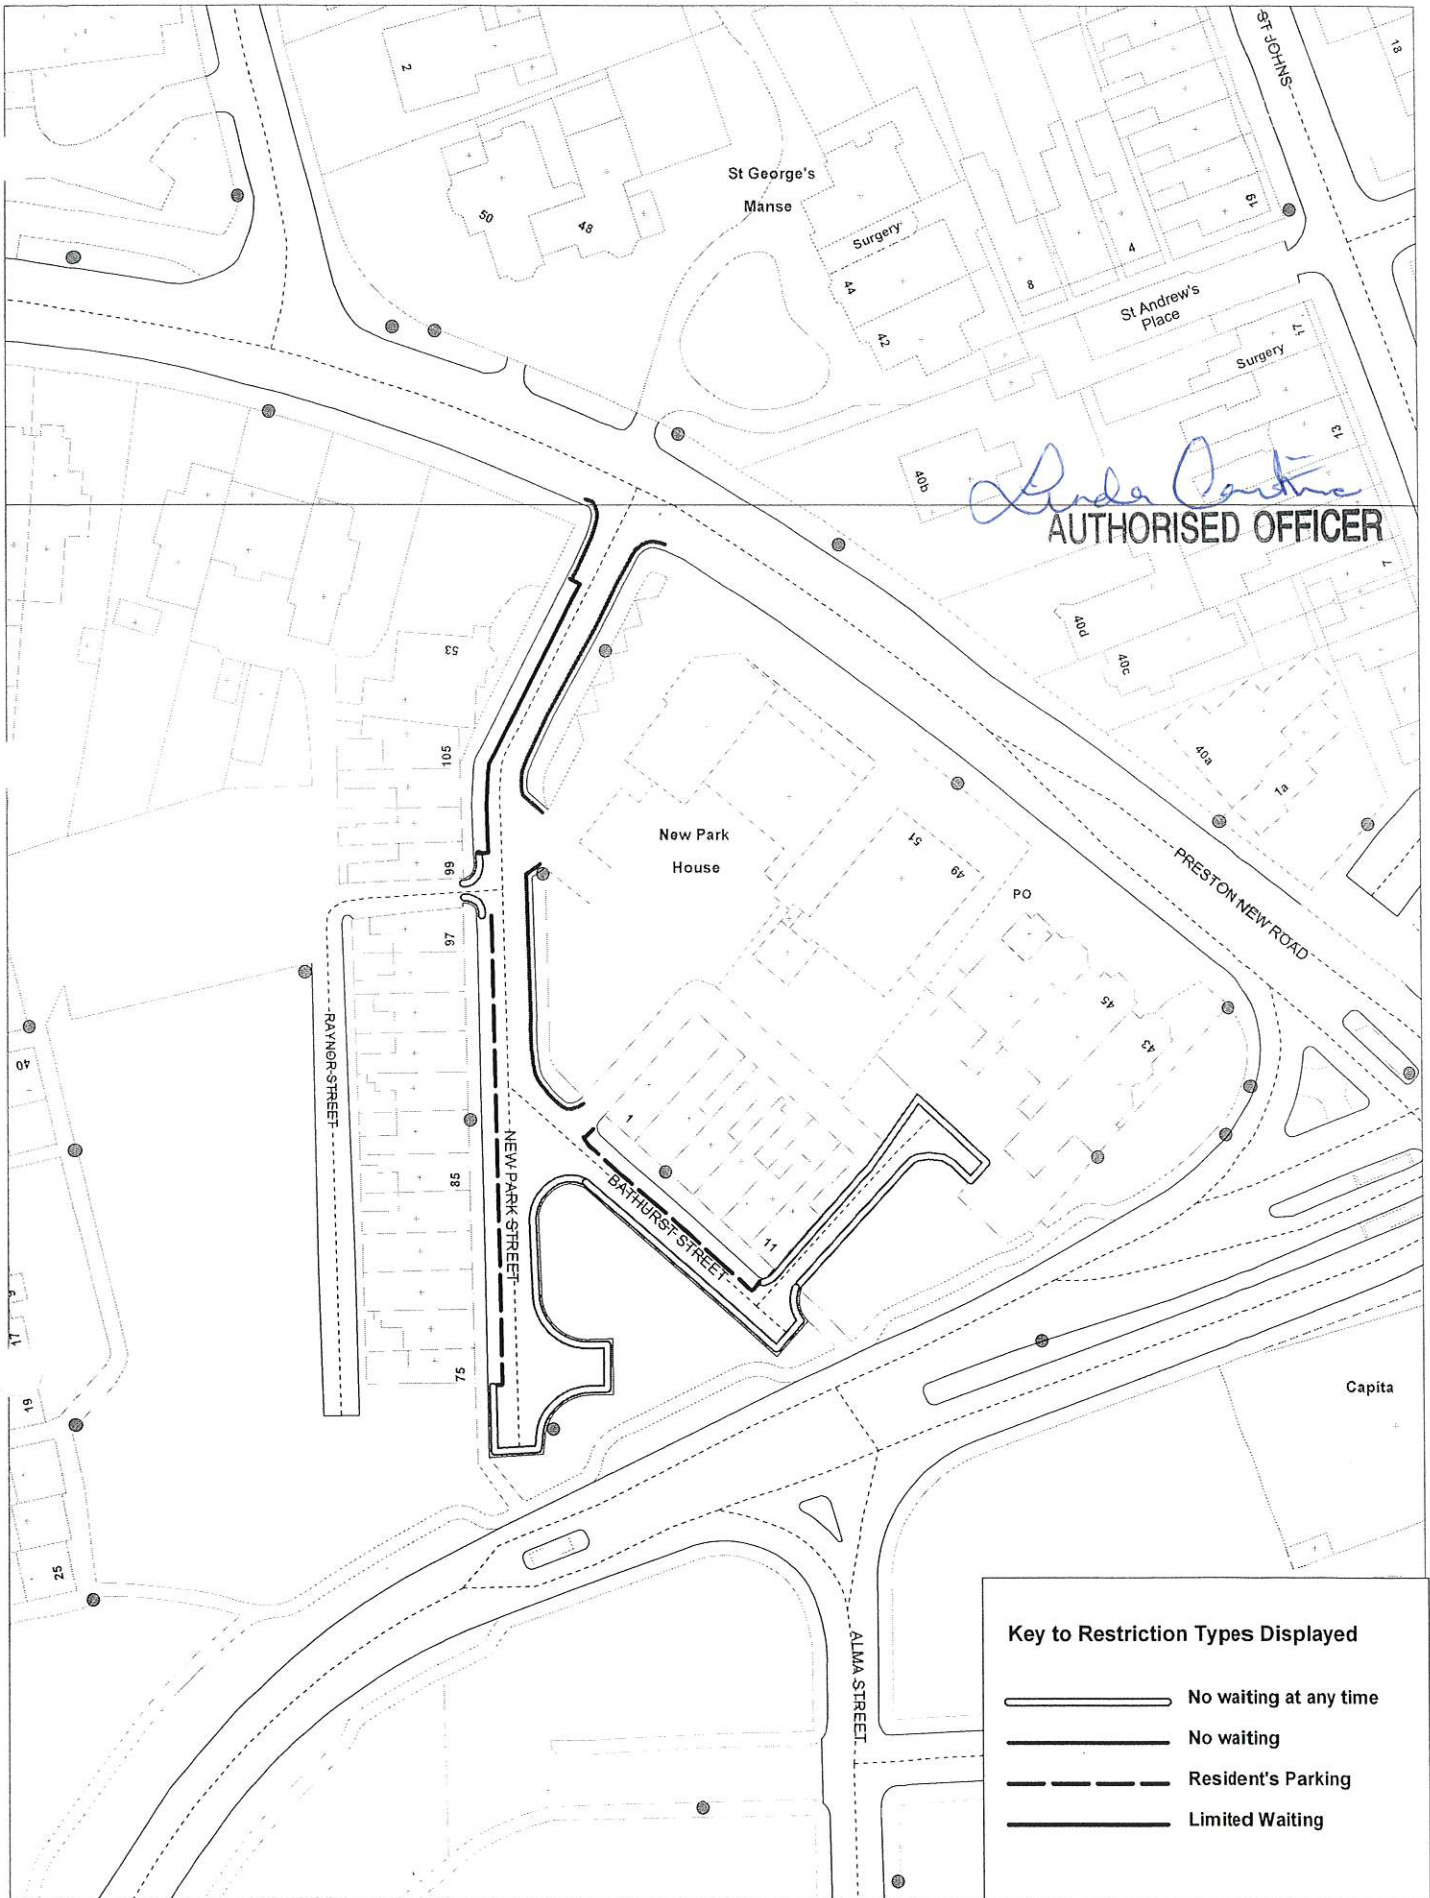 ST JOHNS
18
2
St George's
Manse
50
48
Surgery
44
42
19
4
8
St Andrew's
Place
17
Surgery
13
40b
AUTHORISED OFFICER
7
40d
40c
53
105
40a
1a
New Park
House
51
49
PO
PRESTON NEW ROAD
99
97
45
43
RAYNOR STREET
40
NEW PARK STREET
1
85
BATHURST STREET
11
9
17
75
19
Capita
25
ALMA STREET
Key to Restriction Types Displayed
No waiting at any time
No waiting
Resident's Parking
Limited Waiting